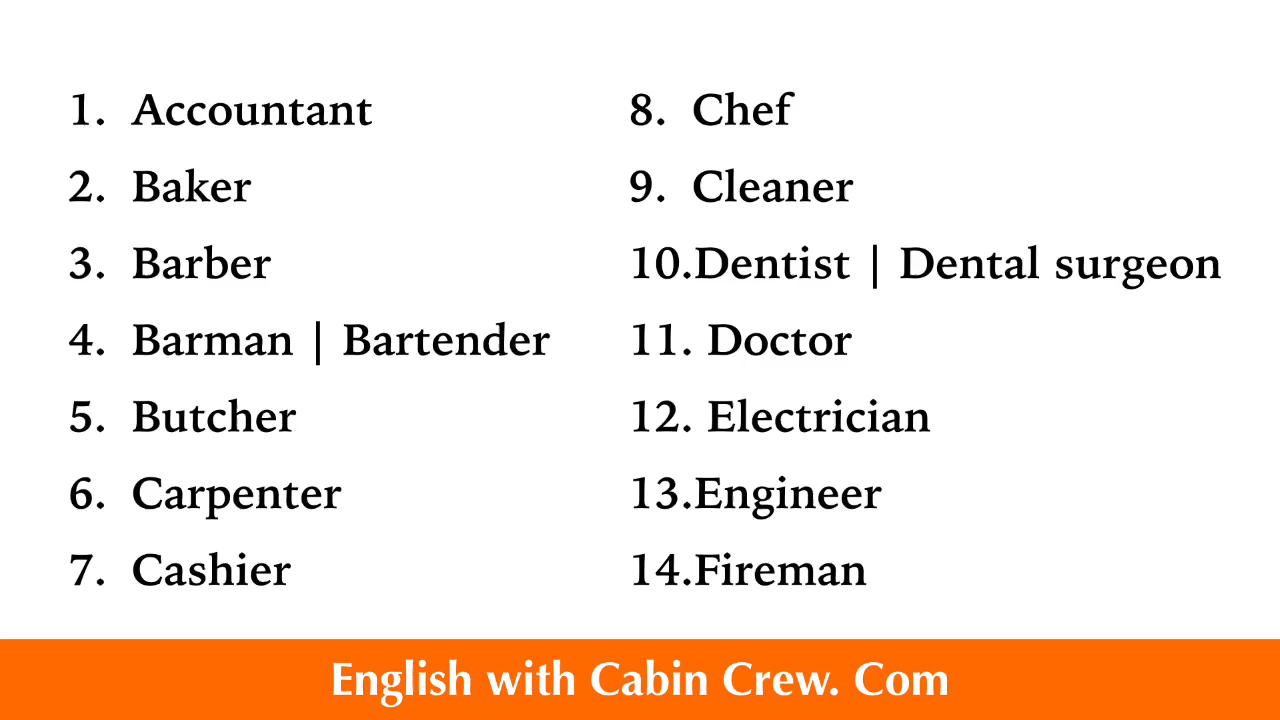 1. Accountant
2. Baker
3. Barber
4. Barman | Bartender
5. Butcher
6. Carpenter
7. Cashier
8. Chef
9. Cleaner
10.Dentist | Dental surgeon
11. Doctor
12. Electrician
13.Engineer
14.Fireman
English with Cabin Crew. Com